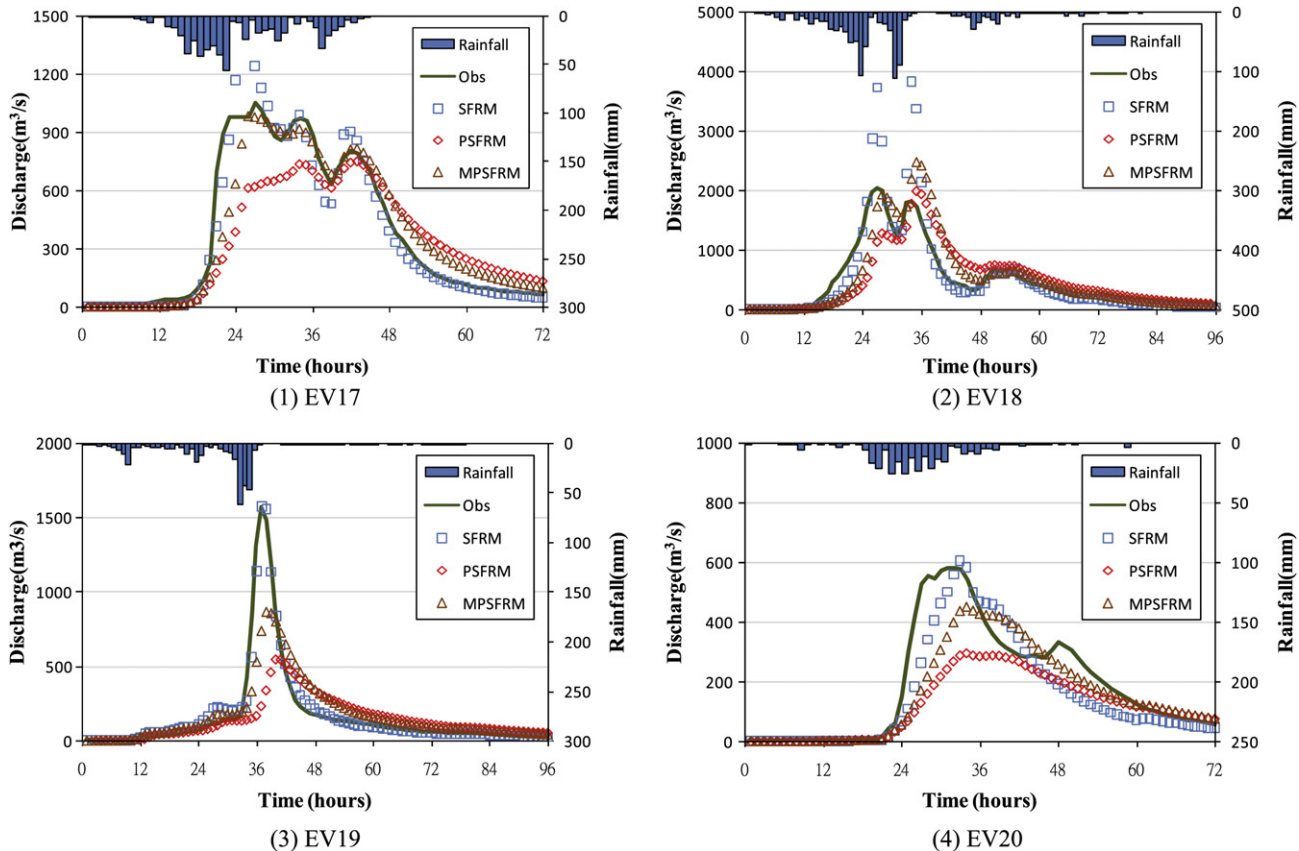 1500
1200
900
600
300
0
Discharge(m³/s)
0
50
100
150
200
250
300
Rainfall(mm)
Rainfall
Obs
SFRM
PSFRM
MPSFRM
0 12 24 36 48 60 72
Time (hours)
(1) EV17
5000
4000
3000
2000
1000
0
Discharge(m³/s)
0
100
200
300
400
500
Rainfall(mm)
Rainfall
Obs
SFRM
PSFRM
MPSFRM
0 12 24 36 48 60 72 84 96
Time (hours)
(2) EV18
2000
1500
1000
500
0
Discharge(m3/s)
0
50
100
150
200
250
300
Rainfall(mm)
Rainfall
Obs
SFRM
PSFRM
MPSFRM
0 12 24 36 48 60 72 84 96
Time (hours)
(3) EV19
1000
800
600
400
200
0
Discharge(m³/s)
0
50
100
150
200
250
Rainfall(mm)
Rainfall
Obs
SFRM
PSFRM
MPSFRM
0 12 24 36 48 60 72
Time (hours)
(4) EV20